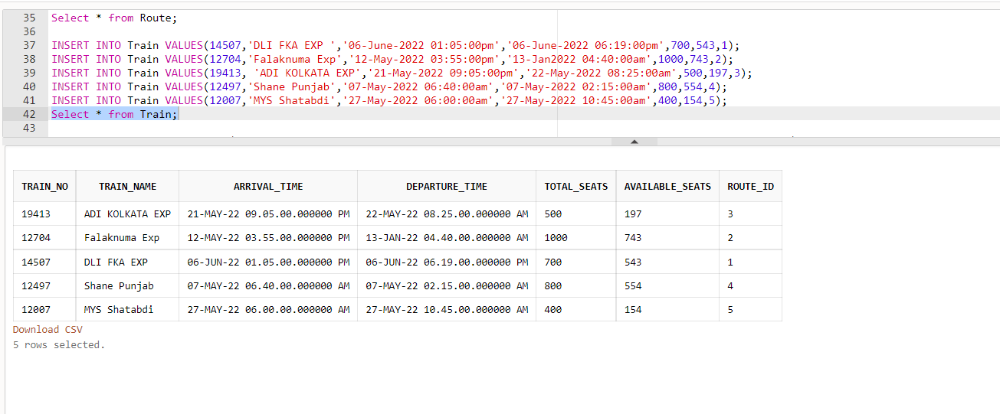 35 Select * from Route;
36
37 INSERT INTO Train VALUES(14507,'DLI FKA EXP ','06-June-2022 01:05:00pm','06-June-2022 06:19:00pm',700,543,1);
38 INSERT INTO Train VALUES(12704,'Falaknuma Exp','12-May-2022 03:55:00pm','13-Jan2022 04:40:00am',1000,743,2);
39 INSERT INTO Train VALUES(19413, 'ADI KOLKATA EXP','21-May-2022 09:05:00pm','22-May-2022 08:25:00am',500,197,3);
40 INSERT INTO Train VALUES(12497,'Shane Punjab','07-May-2022 06:40:00am','07-May-2022 02:15:00am',800,554,4);
41 INSERT INTO Train VALUES(12007,'MYS Shatabdi','27-May-2022 06:00:00am','27-May-2022 10:45:00am',400,154,5);
42 Select * from Train;
43
TRAIN_NO TRAIN_NAME ARRIVAL_TIME DEPARTURE_TIME TOTAL_SEATS AVAILABLE_SEATS ROUTE_ID
19413 ADI KOLKATA EXP 21-MAY-22 09.05.00.000000 PM 22-MAY-22 08.25.00.000000 AM 500 197 3
12704 Falaknuma Exp 12-MAY-22 03.55.00.000000 PM 13-JAN-22 04.40.00.000000 AM 1000 743 2
14507 DLI FKA EXP 06-JUN-22 01.05.00.000000 PM 06-JUN-22 06.19.00.000000 PM 700 543 1
12497 Shane Punjab 07-MAY-22 06.40.00.000000 AM 07-MAY-22 02.15.00.000000 AM 800 554 4
12007 MYS Shatabdi 27-MAY-22 06.00.00.000000 AM 27-MAY-22 10.45.00.000000 AM 400 154 5
Download CSV
5 rows selected.